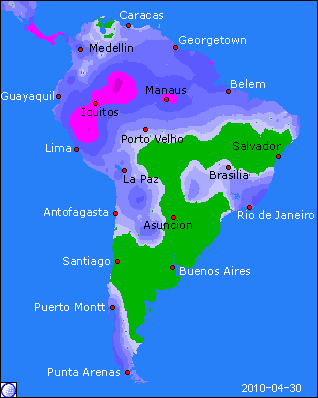 Caracas
Medellin
Georgetown
Guayaquil
Iquitos
Manaus
Belem
Lima
Porto Velho
Salvador
La Paz
Brasilia
Antofagasta
Asuncion
Rio de Janeiro
Santiago
Buenos Aires
Puerto Montt
Punta Arenas
2010-04-30